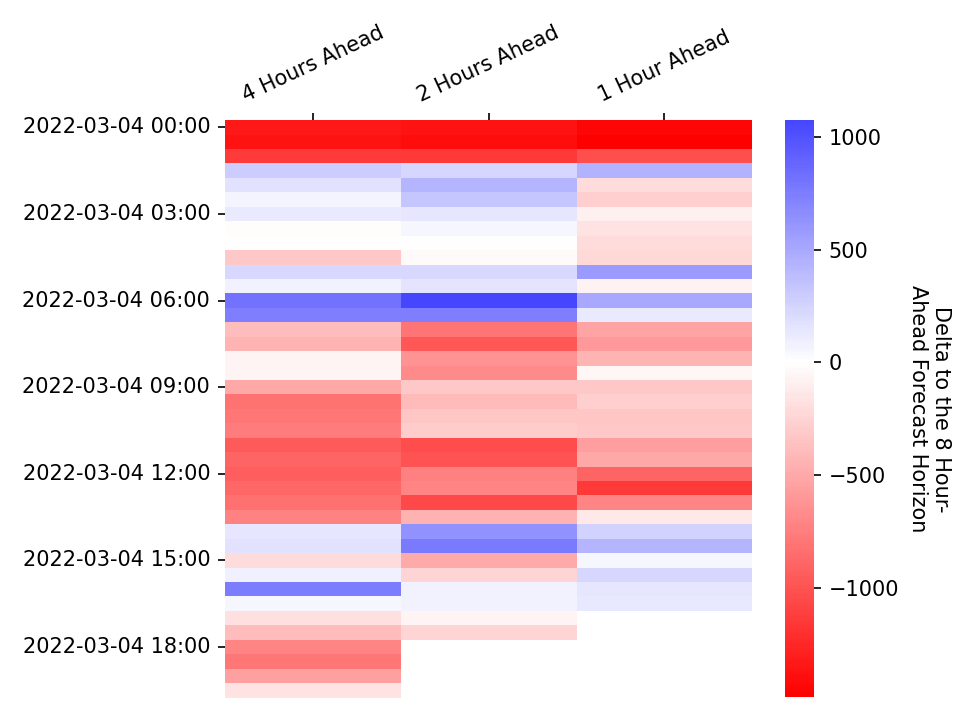 4 Hours Ahead
2 Hours Ahead
1 Hour Ahead
2022-03-04 00:00
2022-03-04 03:00
2022-03-04 06:00
2022-03-04 09:00
2022-03-04 12:00
2022-03-04 15:00
2022-03-04 18:00
1000
500
0
−500
−1000
Delta to the 8 Hour-
Ahead Forecast Horizon